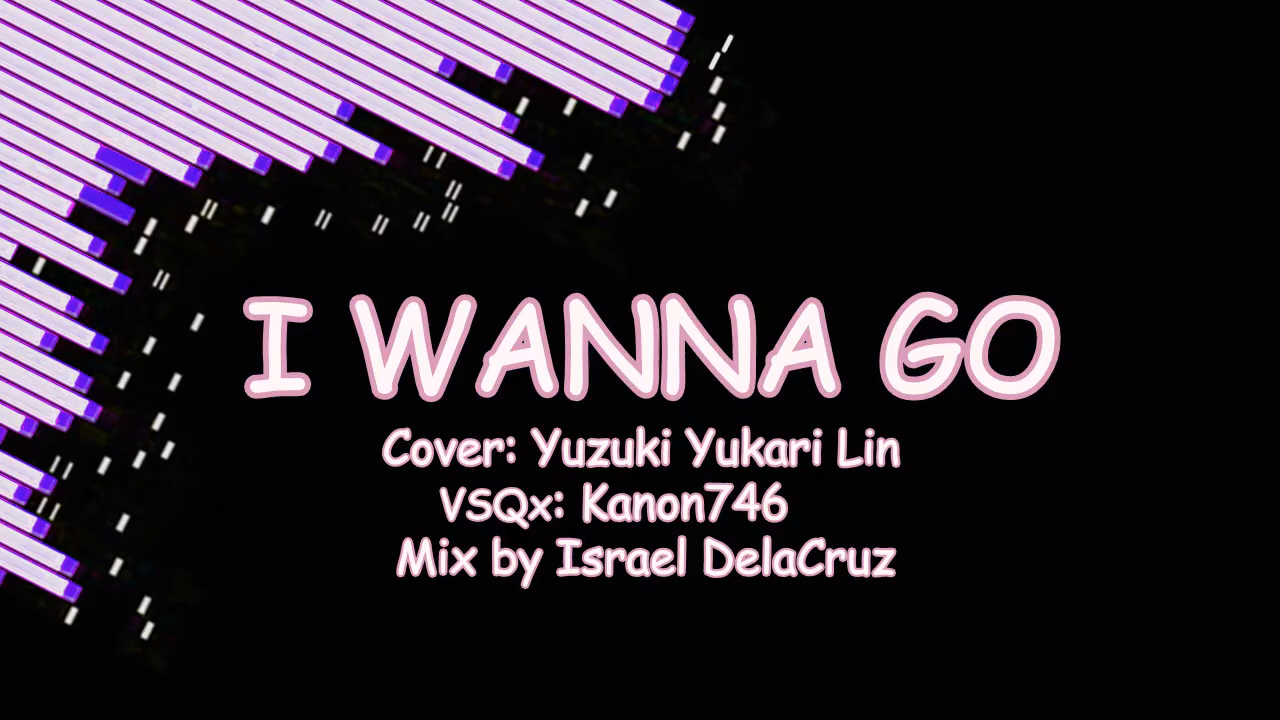 I WANNA GO
Cover: Yuzuki Yukari Lin
VSQx: Kanon746
Mix by Israel DelaCruz